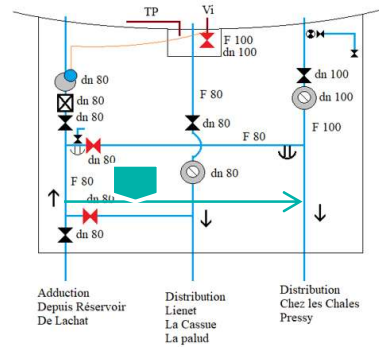 TP
Vi
F 100
dn 100
dn 80
dn 100
F 80
dn 80
dn 100
dn 80
dn 80
F 100
F 80
dn 80
dn 80
F 80
dn 80
dn 80
Adduction
Depuis Réservoir
De Lachat
Distribution
Lienet
La Cassue
La palud
Distribution
Chez les Chales
Pressy